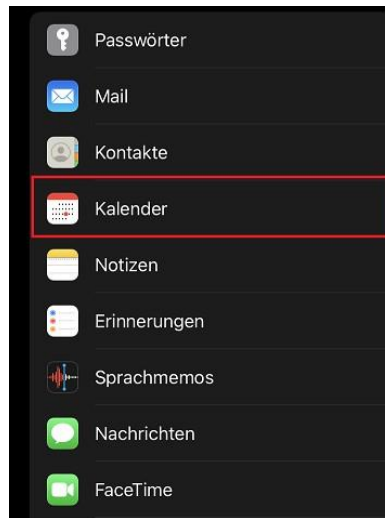 Passwörter
Mail
Kontakte
Kalender
Notizen
Erinnerungen
Sprachmemos
Nachrichten
FaceTime